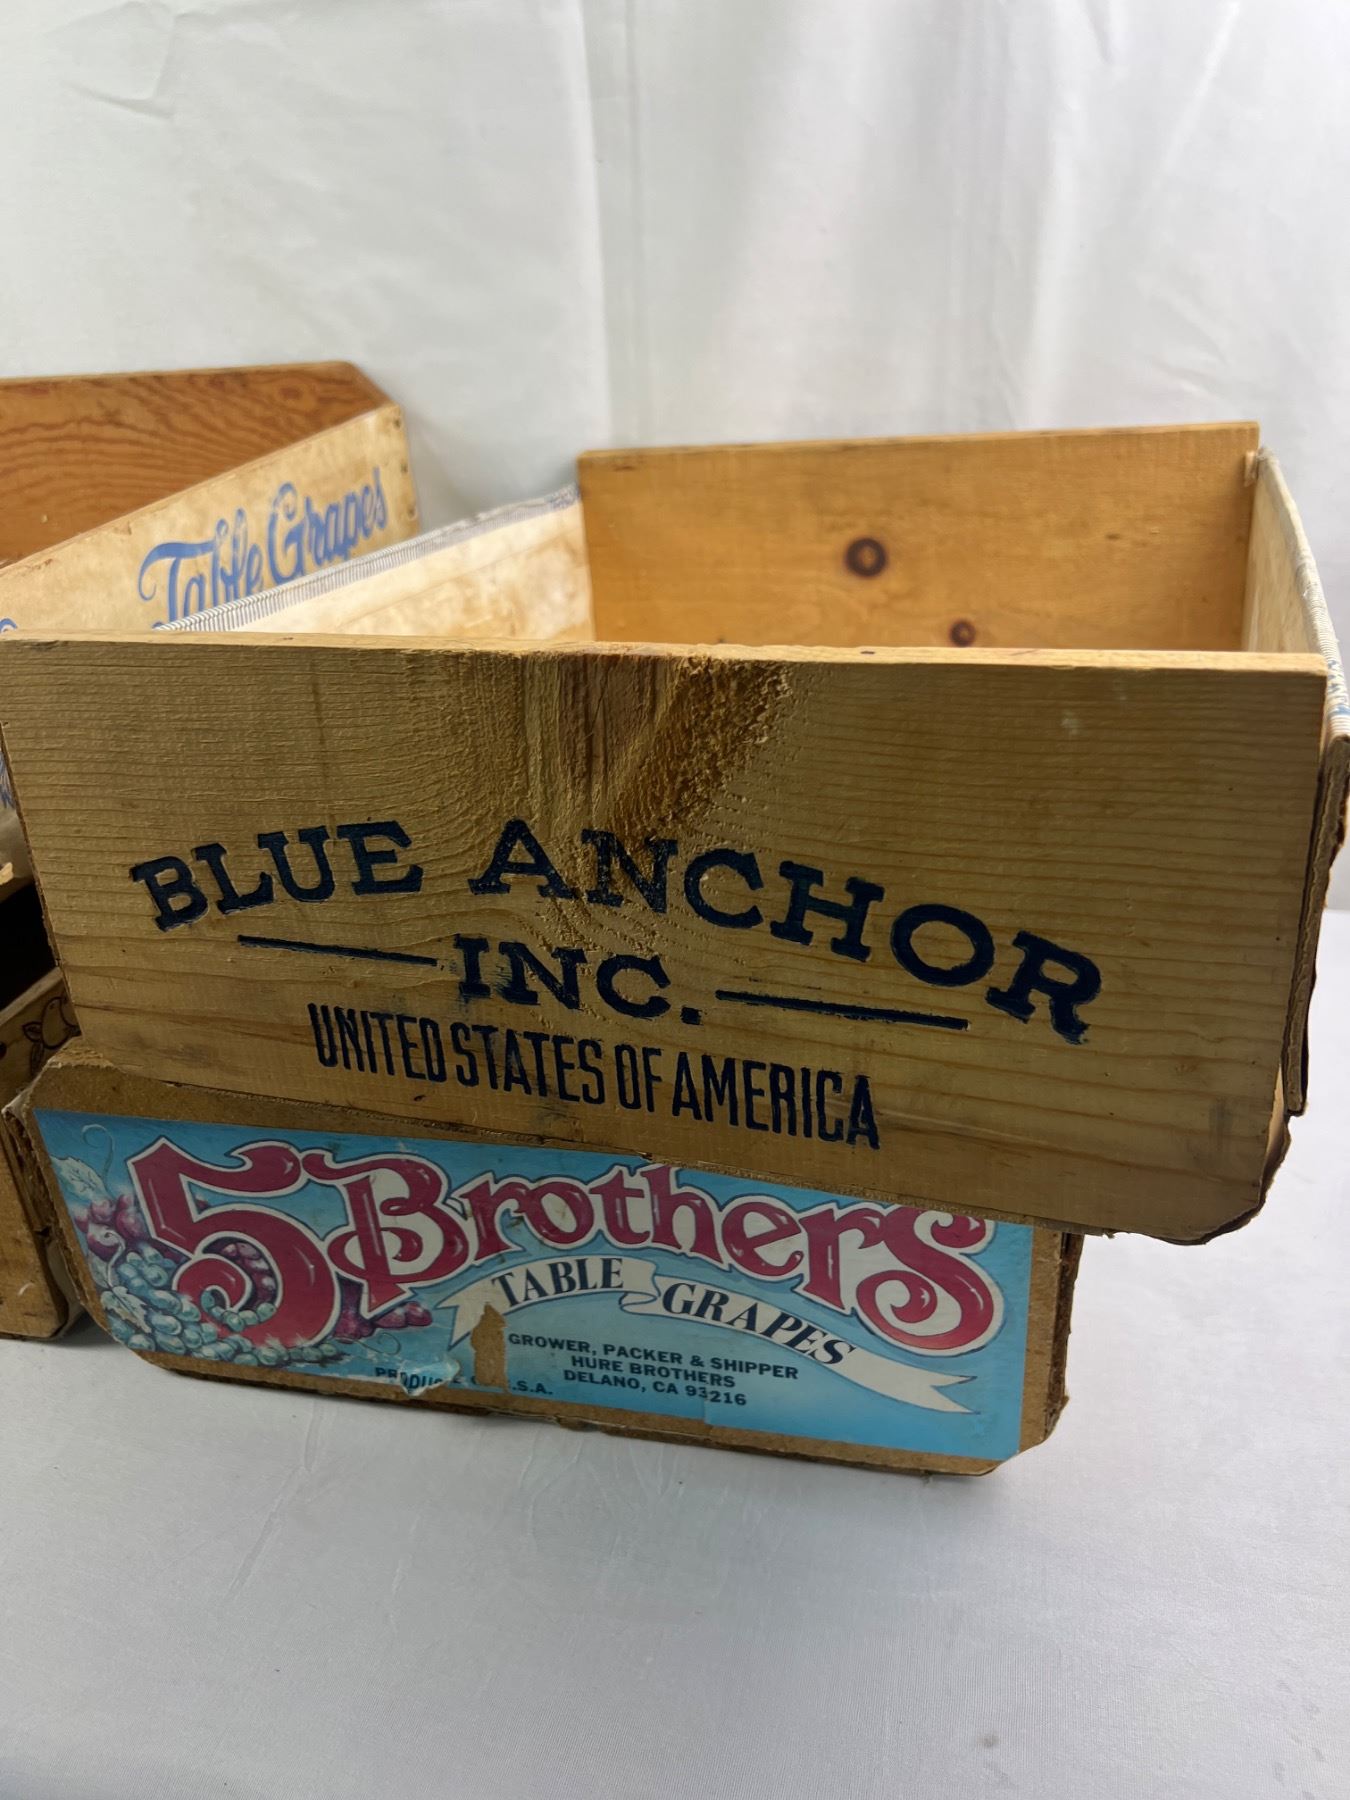 Table Grapes
BLUE ANCHOR
INC.
UNITED STATES OF AMERICA
5 Brothers
TABLE GRAPES
GROWER, PACKER & SHIPPER
HURE BROTHERS
DELANO, CA 93216